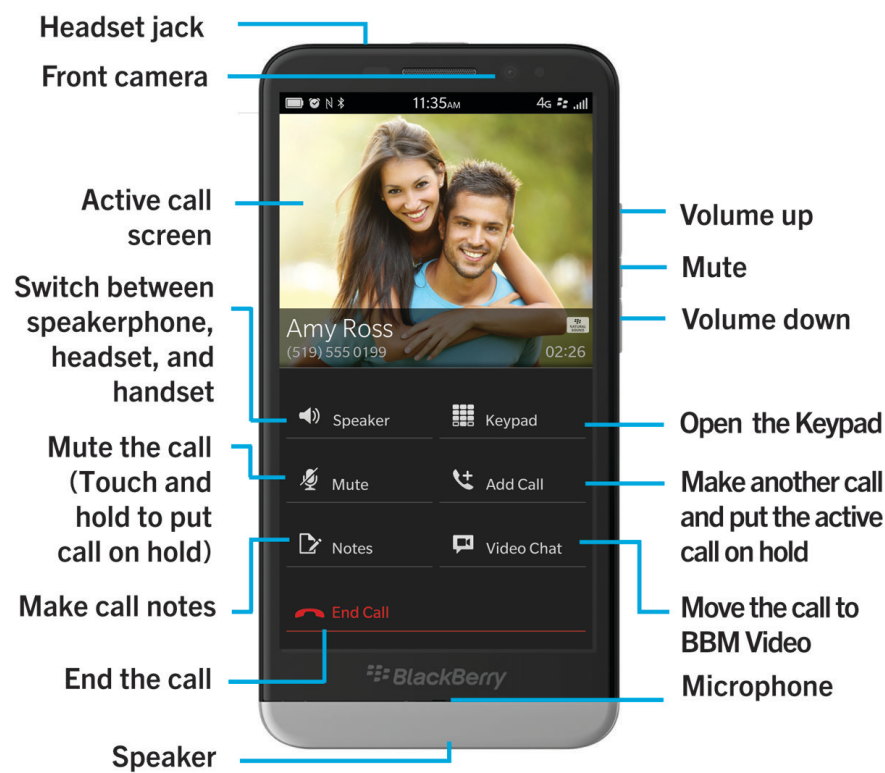 Headset jack
Front camera
11:35AM
4G
Active call
screen
Switch between
speakerphone,
headset, and
handset
Mute the call
(Touch and
hold to put
call on hold)
Make call notes
End the call
Speaker
Amy Ross
(519) 555 0199
NATURAL
SOUND
02:26
Speaker
Keypad
Mute
Add Call
Notes
Video Chat
End Call
BlackBerry
Volume up
Mute
Volume down
Open the Keypad
Make another call
and put the active
call on hold
Move the call to
BBM Video
Microphone